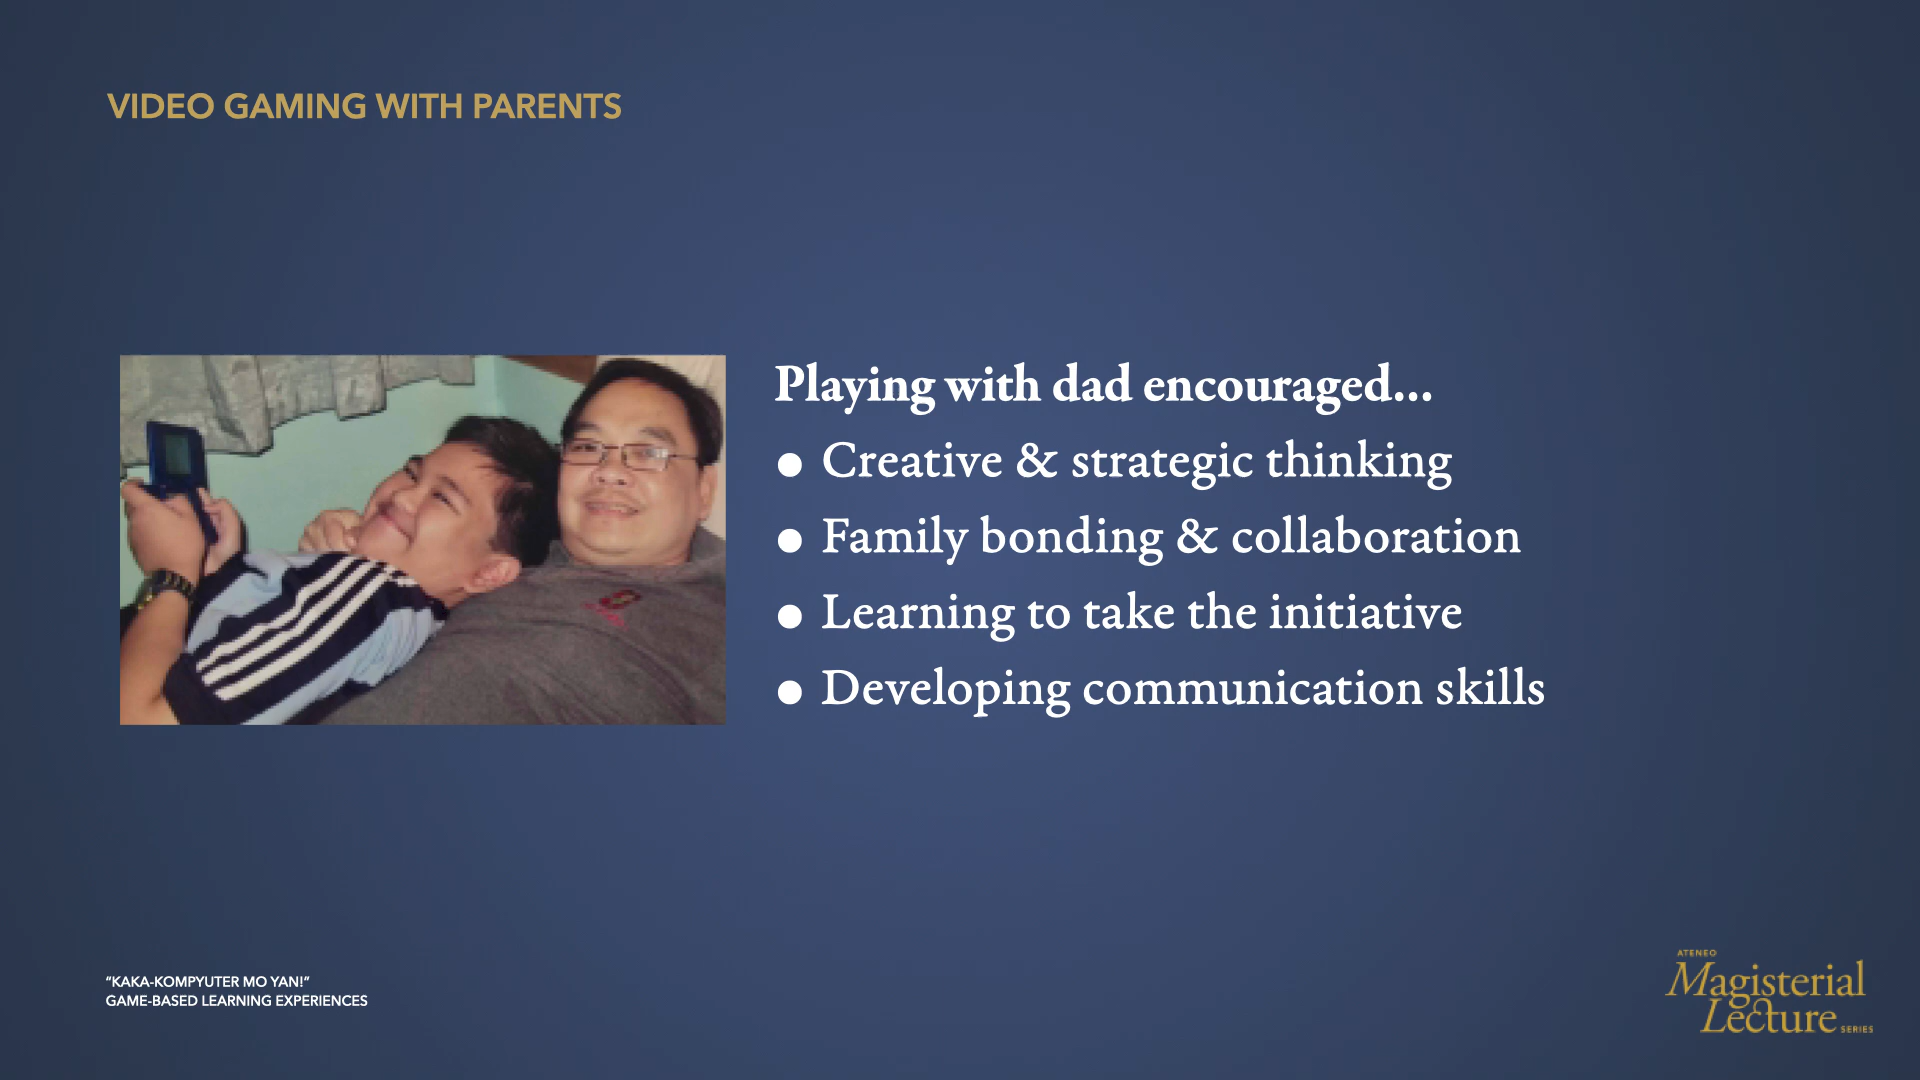 VIDEO GAMING WITH PARENTS
Playing with dad encouraged...
● Creative & strategic thinking
● Family bonding & collaboration
● Learning to take the initiative
● Developing communication skills
“KAKA-KOMPYUTER MO YAN!”
GAME-BASED LEARNING EXPERIENCES
ATENEO
Magisterial
Lecture SERIES